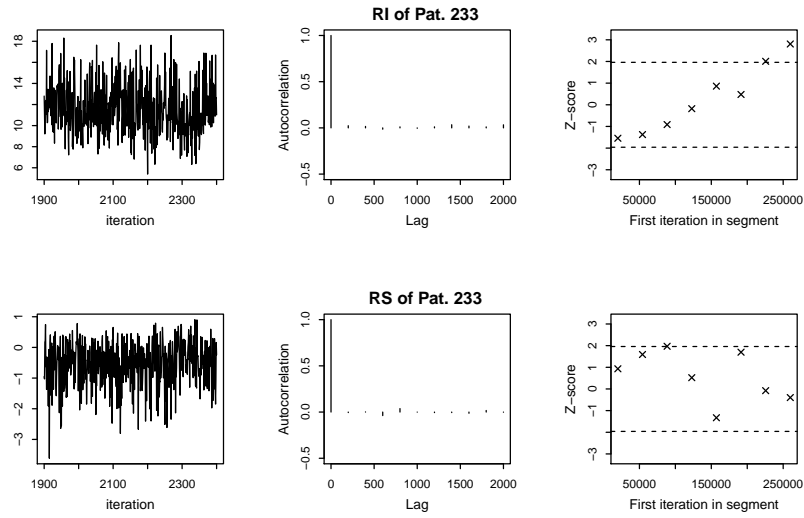 RI of Pat. 233
6 8 10 12 14 18
1900 2100 2300
iteration
Autocorrelation
−0.5 0.0 0.5 1.0
0 500 1000 1500 2000
Lag
Z−score
−3 −1 0 1 2 3
50000 150000 250000
First iteration in segment
RS of Pat. 233
−3 −2 −1 0 1
1900 2100 2300
iteration
Autocorrelation
−0.5 0.0 0.5 1.0
0 500 1000 1500 2000
Lag
Z−score
−3 −1 0 1 2 3
50000 150000 250000
First iteration in segment